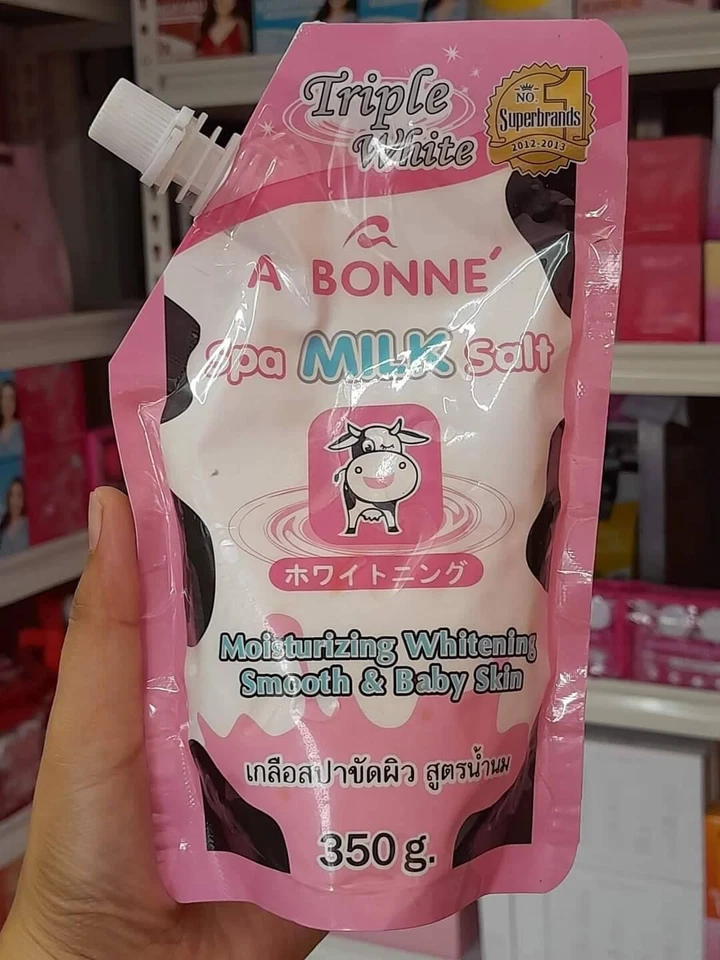 Triple
White
NO. 1
Superbrands
2012-2013
A BONNE´
Spa MILK Salt
ホワイトニング
Moisturizing Whitening
Smooth & Baby Skin
เกลือสปาขัดผิว สูตรน้ำนม
350 g.